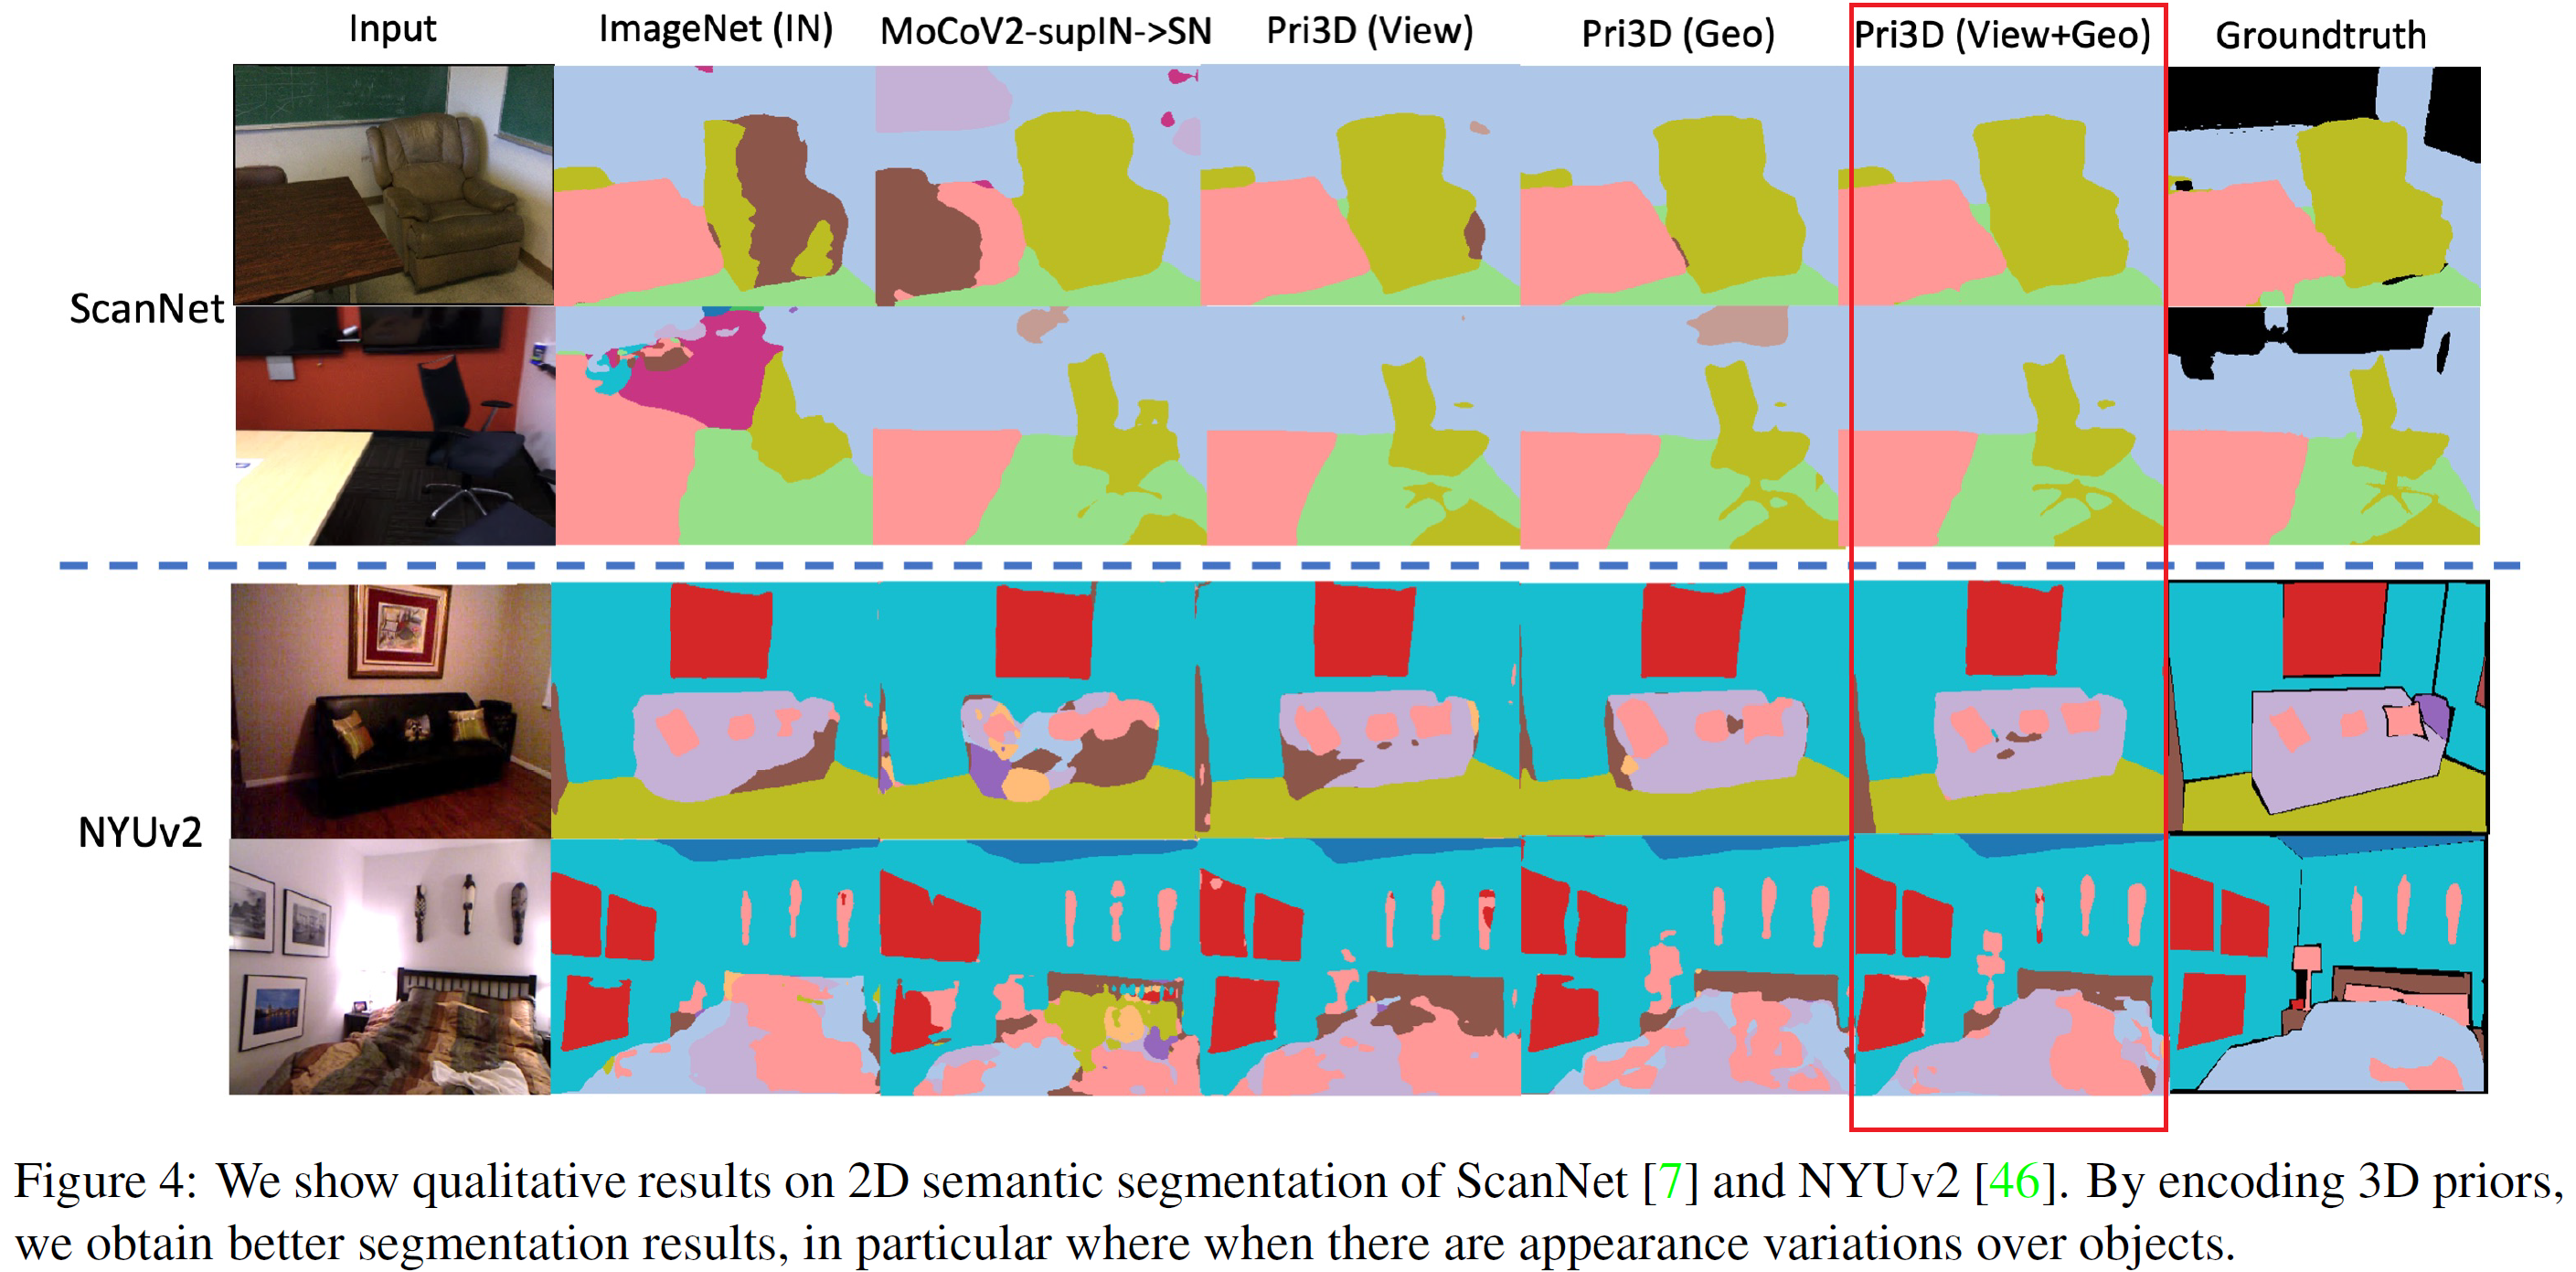 Input ImageNet (IN) MoCoV2-supIN->SN Pri3D (View) Pri3D (Geo) Pri3D (View+Geo) Groundtruth
ScanNet
NYUv2
Figure 4: We show qualitative results on 2D semantic segmentation of ScanNet [7] and NYUv2 [46]. By encoding 3D priors,
we obtain better segmentation results, in particular where when there are appearance variations over objects.